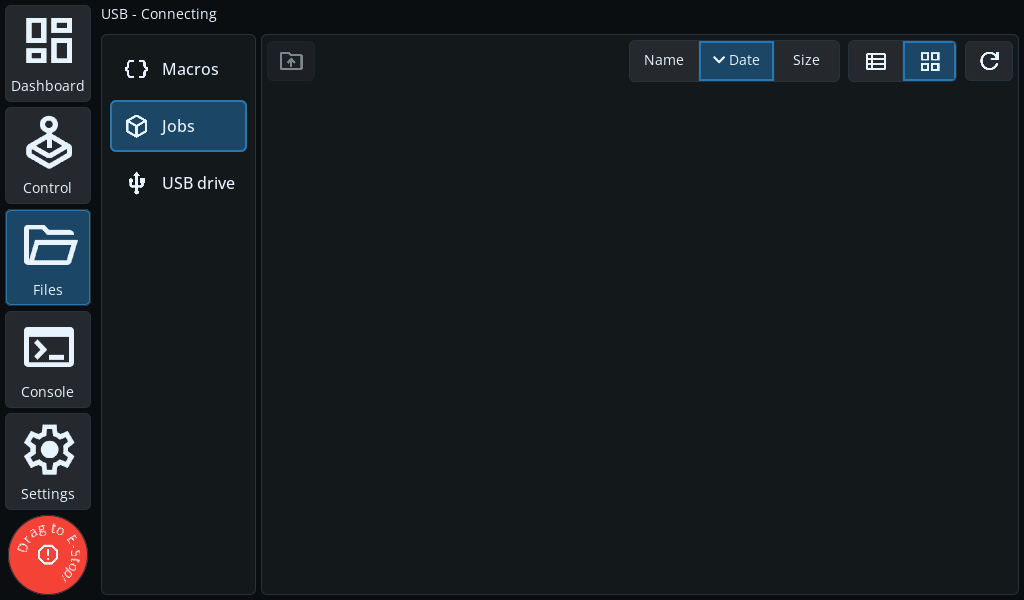 USB - Connecting
Dashboard
Control
Files
Console
Settings
Drag to E-Stop!
Macros
Jobs
USB drive
Name
Date
Size